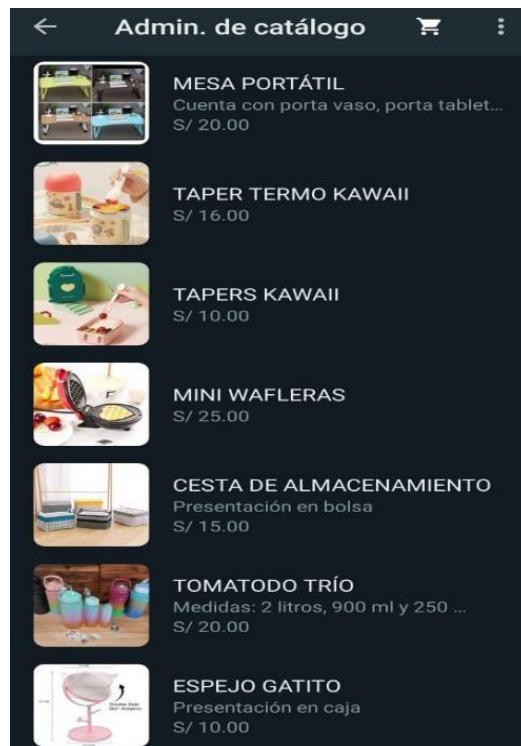 Admin. de catálogo
MESA PORTÁTIL
Cuenta con porta vaso, porta tablet...
S/ 20.00
TAPER TERMO KAWAII
S/ 16.00
TAPERS KAWAII
S/ 10.00
MINI WAFLERAS
S/ 25.00
CESTA DE ALMACENAMIENTO
Presentación en bolsa
S/ 15.00
TOMATODO TRÍO
Medidas: 2 litros, 900 ml y 250 ...
S/ 20.00
ESPEJO GATITO
Presentación en caja
S/ 10.00